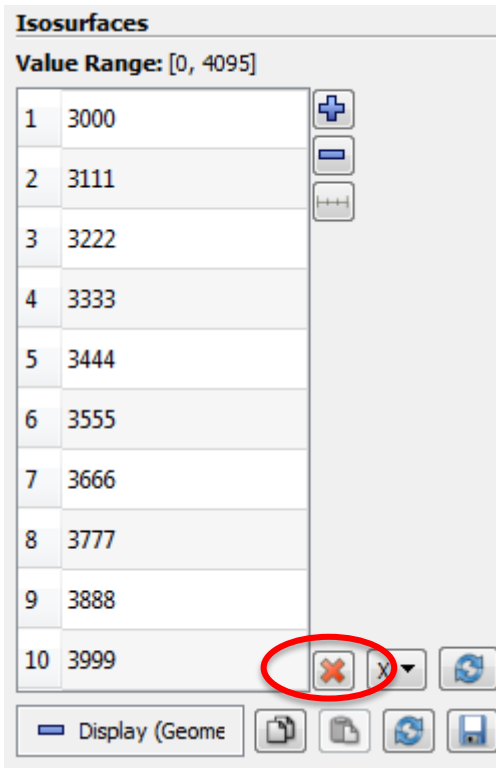 Isosurfaces
Value Range: [0, 4095]
1 3000
2 3111
3 3222
4 3333
5 3444
6 3555
7 3666
8 3777
9 3888
10 3999
X
Display (Geome